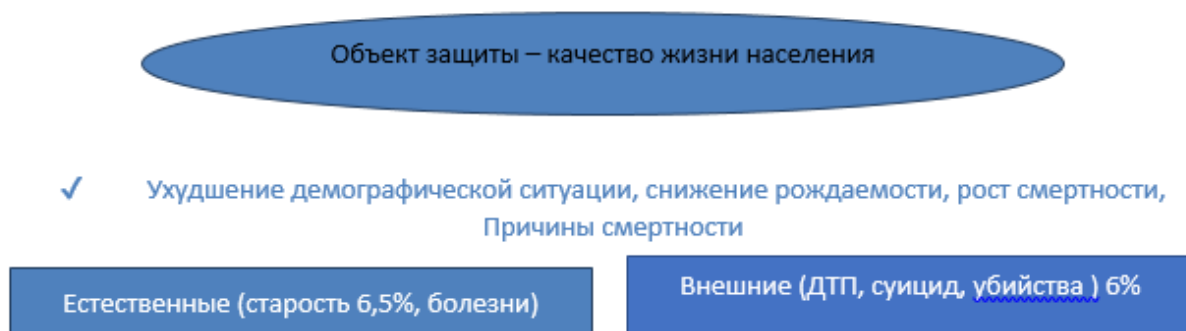 Объект защиты – качество жизни населения
✓ Ухудшение демографической ситуации, снижение рождаемости, рост смертности,
Причины смертности
Естественные (старость 6,5%, болезни)
Внешние (ДТП, суицид, убийства ) 6%